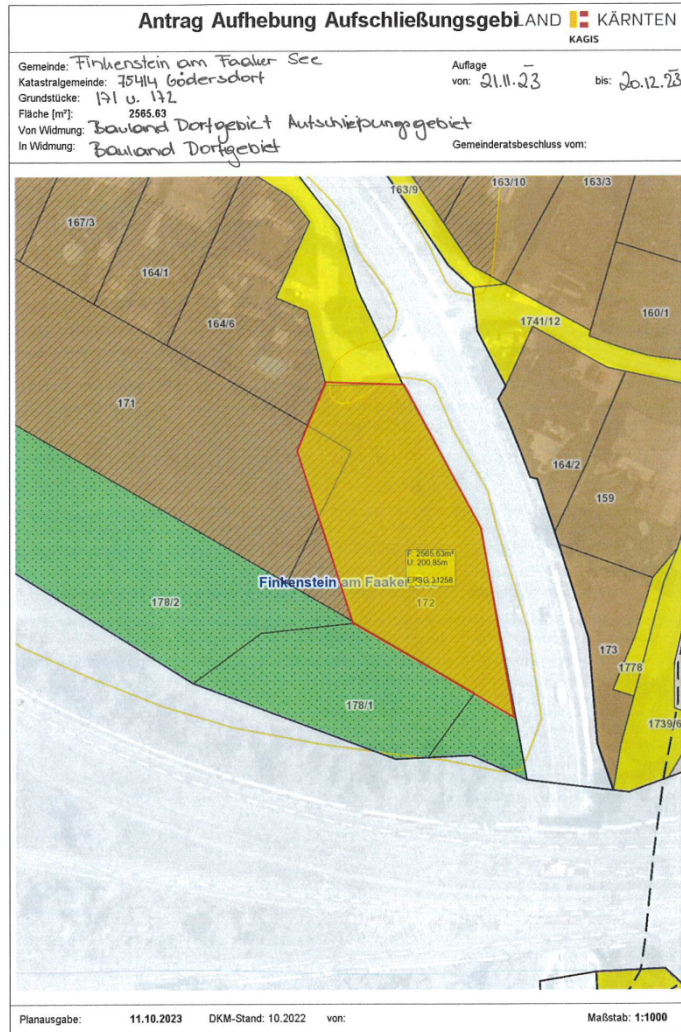 Antrag Aufhebung Aufschließungsgebi
LAND KÄRNTEN
KAGIS
Gemeinde: Finkenstein am Faaker See
Auflage
Katastralgemeinde: 75414 Gödersdorf
von: 21.11.23 bis: 20.12.23
Grundstücke: 171 u. 172
Fläche [m²]: 2565.63
Von Widmung: Bauland Dorfgebiet Aufschließungsgebiet
In Widmung: Bauland Dorfgebiet
Gemeinderatsbeschluss vom:
163/9
163/10
163/3
167/3
164/1
164/6
1741/12
160/1
171
164/2
159
F: 2565,63m²
U: 200,85m
EPSG:31258
Finkenstein am Faaker See
172
178/2
173
1778
178/1
1739/6
Planausgabe: 11.10.2023 DKM-Stand: 10.2022 von: Maßstab: 1:1000